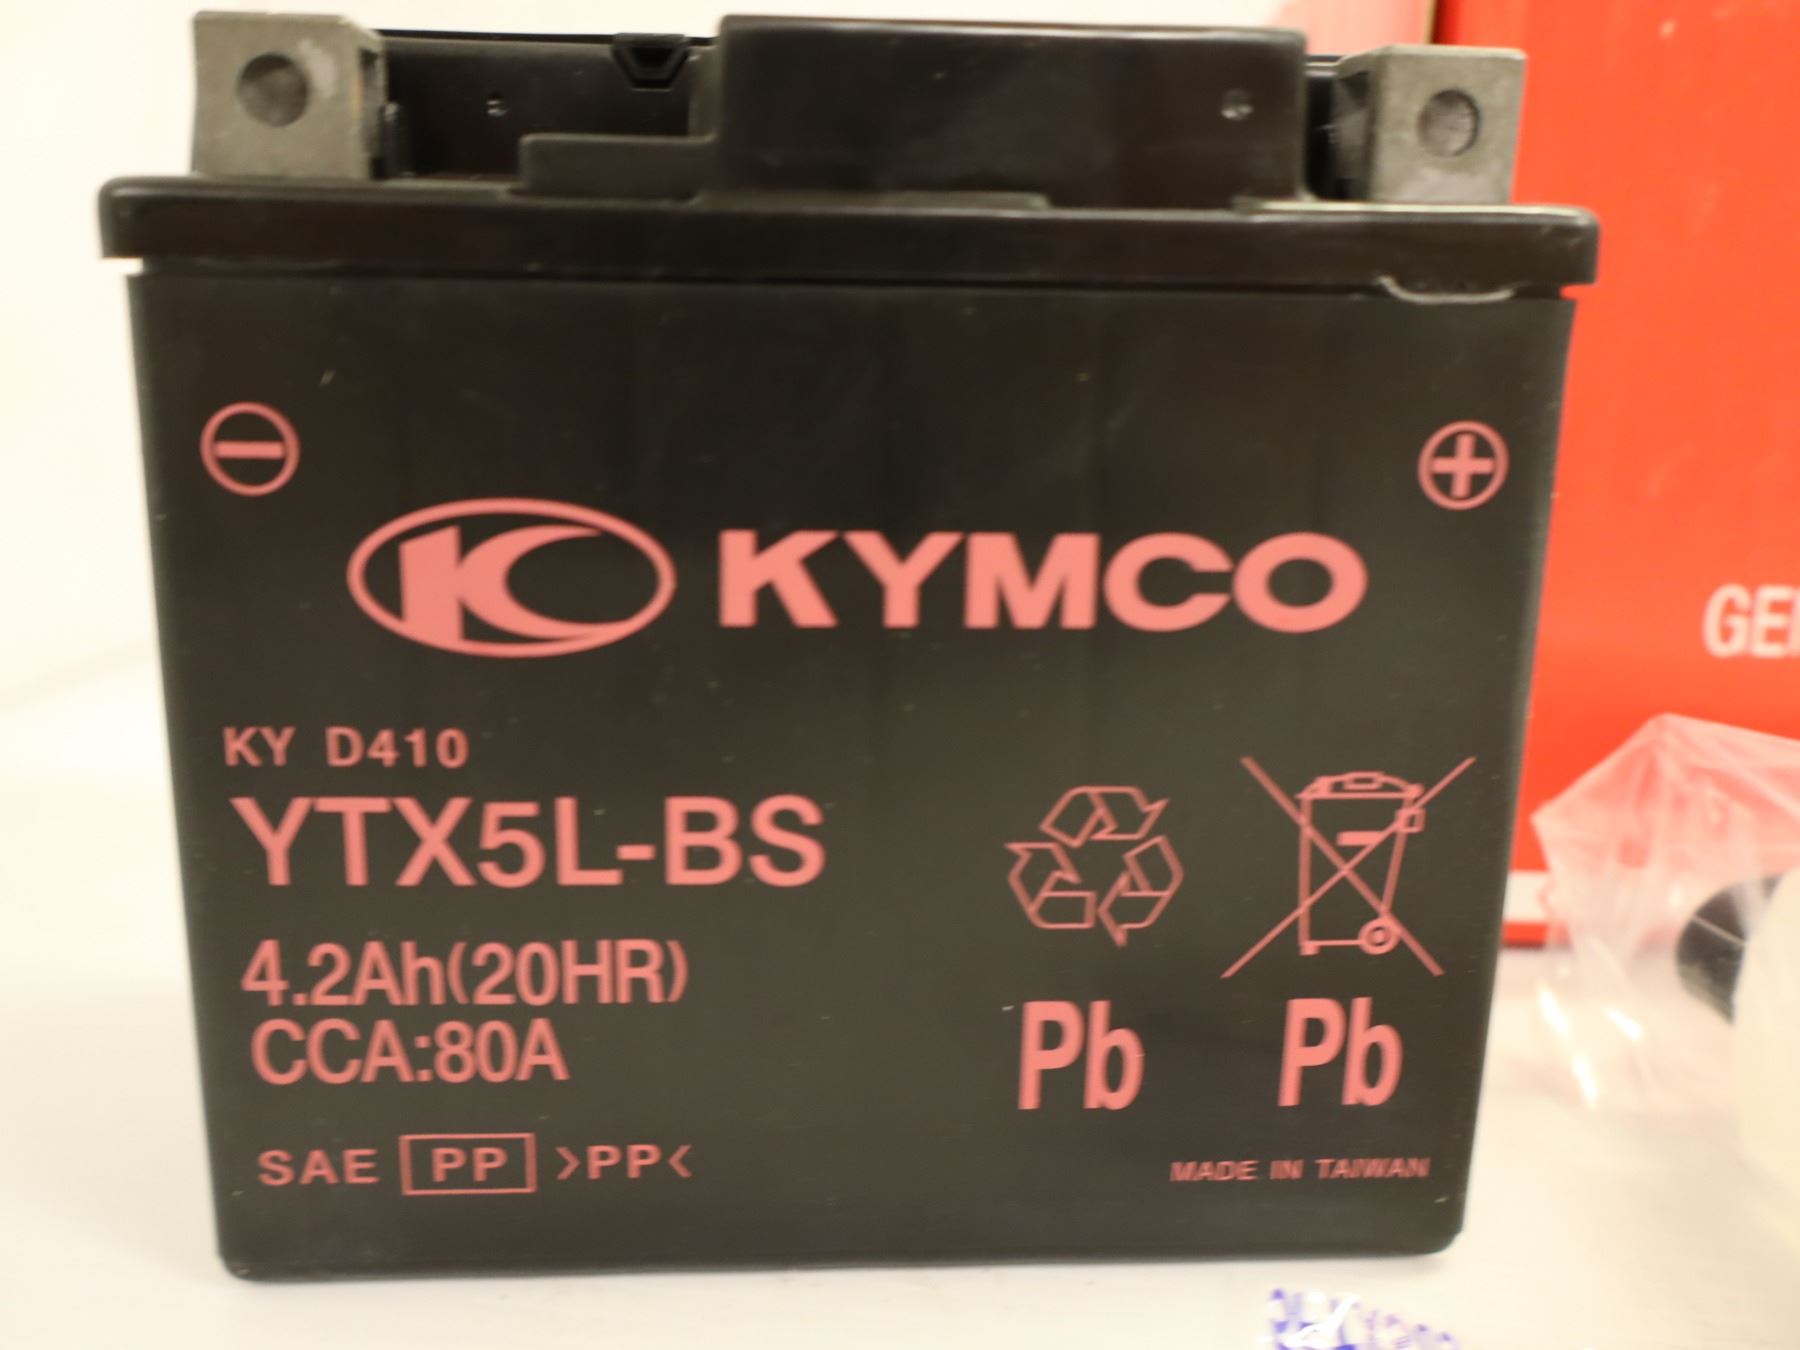 KYMCO
KY D410
YTX5L-BS
4.2Ah(20HR)
CCA:80A
Pb Pb
SAE PP >PP<
MADE IN TAIWAN